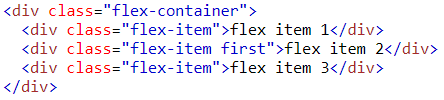 <div class="flex-container">
  <div class="flex-item">flex item 1</div>
  <div class="flex-item first">flex item 2</div>
  <div class="flex-item">flex item 3</div>
</div>